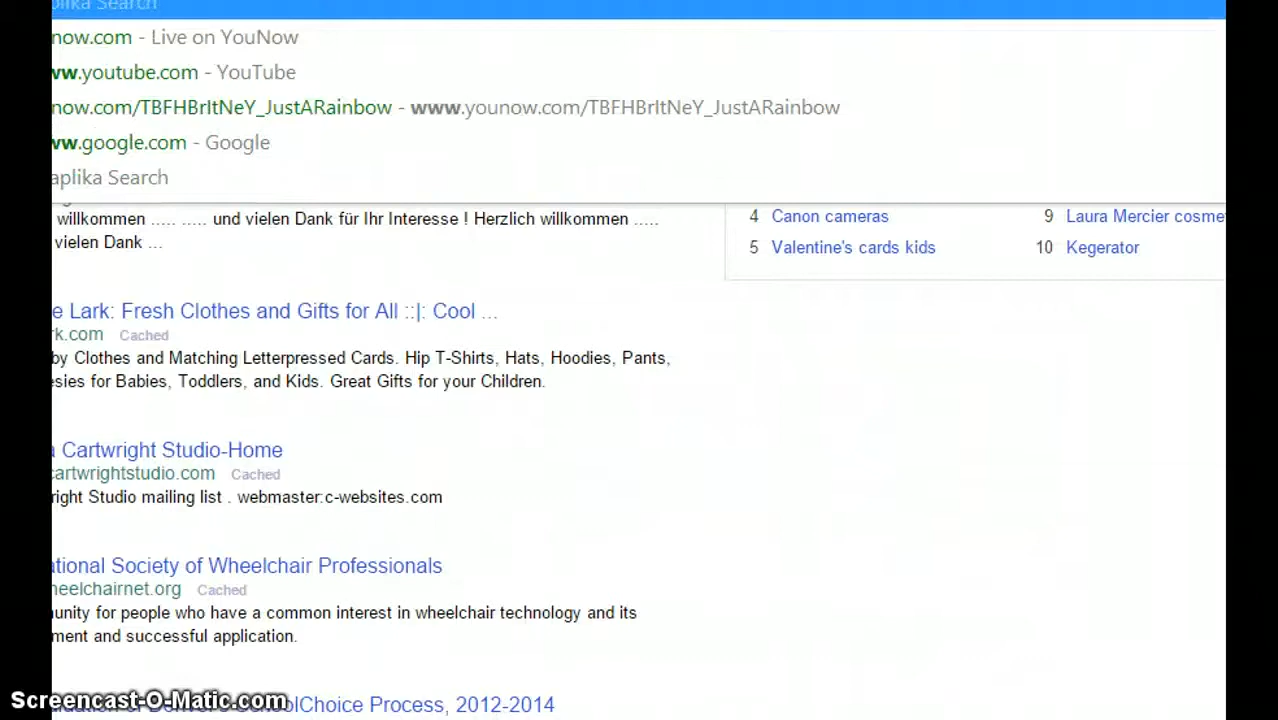 plika Search
now.com - Live on YouNow
ww.youtube.com - YouTube
now.com/TBFHBrItNeY_JustARainbow - www.younow.com/TBFHBrItNeY_JustARainbow
ww.google.com - Google
aplika Search
willkommen ..... ..... und vielen Dank für Ihr Interesse ! Herzlich willkommen .....
vielen Dank ...
4 Canon cameras
9 Laura Mercier cosme
5 Valentine's cards kids
10 Kegerator
e Lark: Fresh Clothes and Gifts for All ::|: Cool ...
rk.com Cached
by Clothes and Matching Letterpressed Cards. Hip T-Shirts, Hats, Hoodies, Pants,
esies for Babies, Toddlers, and Kids. Great Gifts for your Children.
a Cartwright Studio-Home
cartwrightstudio.com Cached
right Studio mailing list . webmaster:c-websites.com
ational Society of Wheelchair Professionals
heelchairnet.org Cached
unity for people who have a common interest in wheelchair technology and its
ment and successful application.
olChoice Process, 2012-2014
Screencast-O-Matic.com